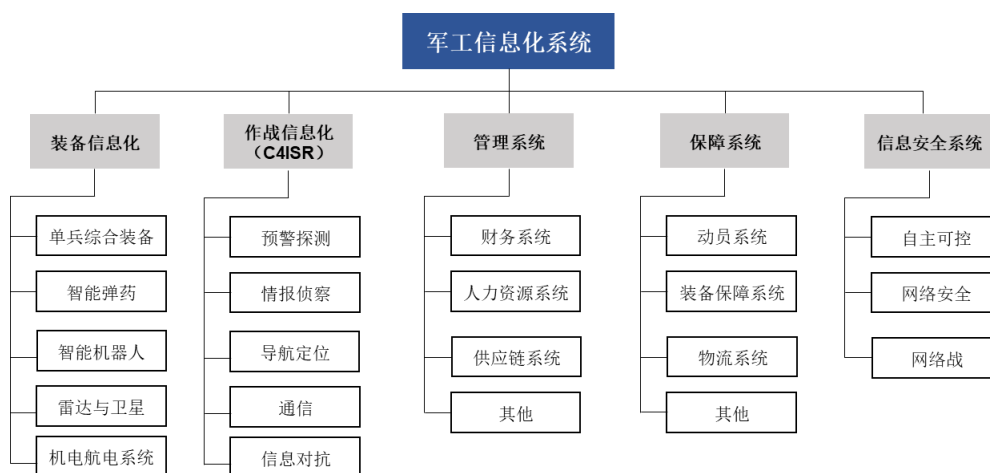 军工信息化系统
装备信息化
作战信息化
（C4ISR）
管理系统
保障系统
信息安全系统
单兵综合装备
智能弹药
智能机器人
雷达与卫星
机电航电系统
预警探测
情报侦察
导航定位
通信
信息对抗
财务系统
人力资源系统
供应链系统
其他
动员系统
装备保障系统
物流系统
其他
自主可控
网络安全
网络战